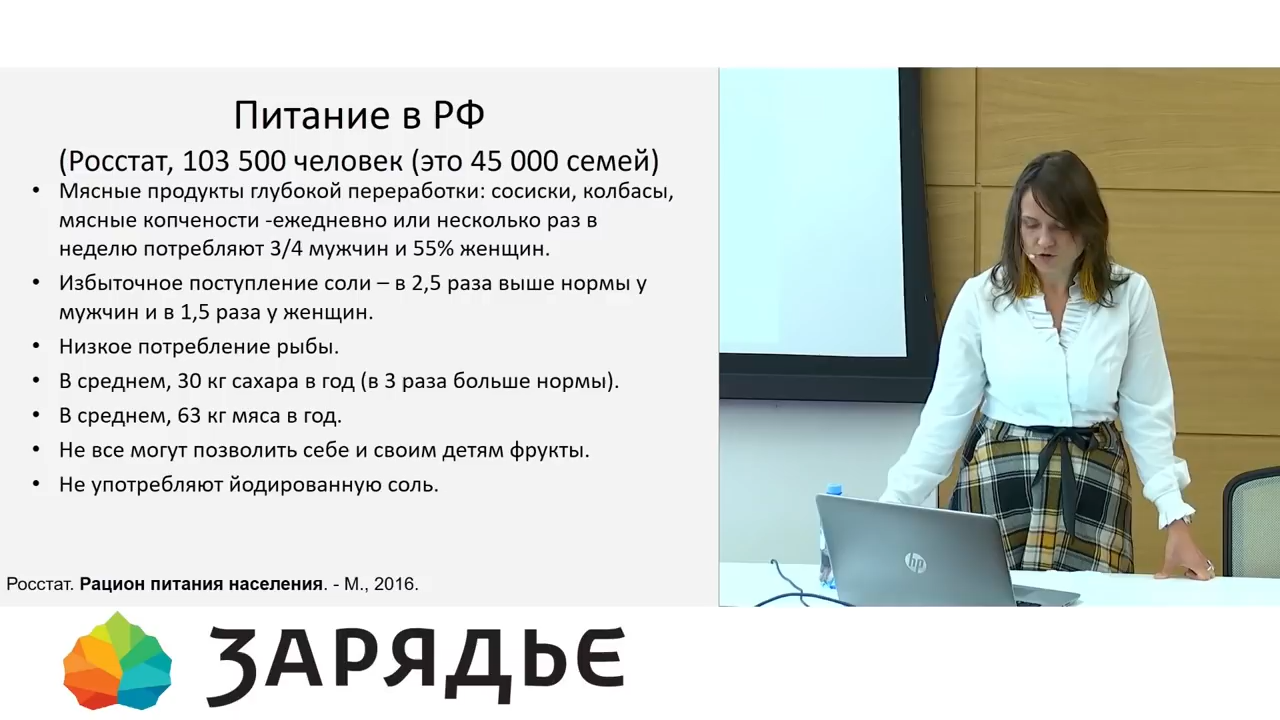 Питание в РФ
(Росстат, 103 500 человек (это 45 000 семей)
• Мясные продукты глубокой переработки: сосиски, колбасы,
мясные копчености -ежедневно или несколько раз в
неделю потребляют 3/4 мужчин и 55% женщин.
• Избыточное поступление соли – в 2,5 раза выше нормы у
мужчин и в 1,5 раза у женщин.
• Низкое потребление рыбы.
• В среднем, 30 кг сахара в год (в 3 раза больше нормы).
• В среднем, 63 кг мяса в год.
• Не все могут позволить себе и своим детям фрукты.
• Не употребляют йодированную соль.
Росстат. Рацион питания населения. - М., 2016.
hp
ЗАРЯДЬЕ